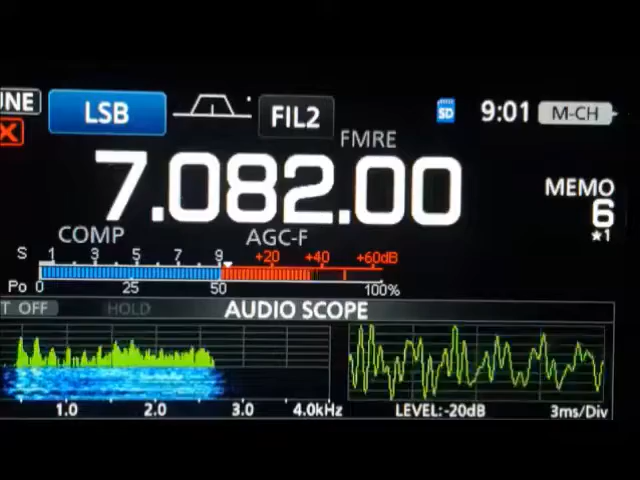 UNE LSB FIL2 SD 9:01 M-CH
X
FMRE
7.082.00
MEMO
6
★1
COMP AGC-F
S 1 3 5 7 9 +20 +40 +60dB
Po 0 25 50 100%
T OFF HOLD AUDIO SCOPE
1.0 2.0 3.0 4.0kHz LEVEL:-20dB 3ms/Div